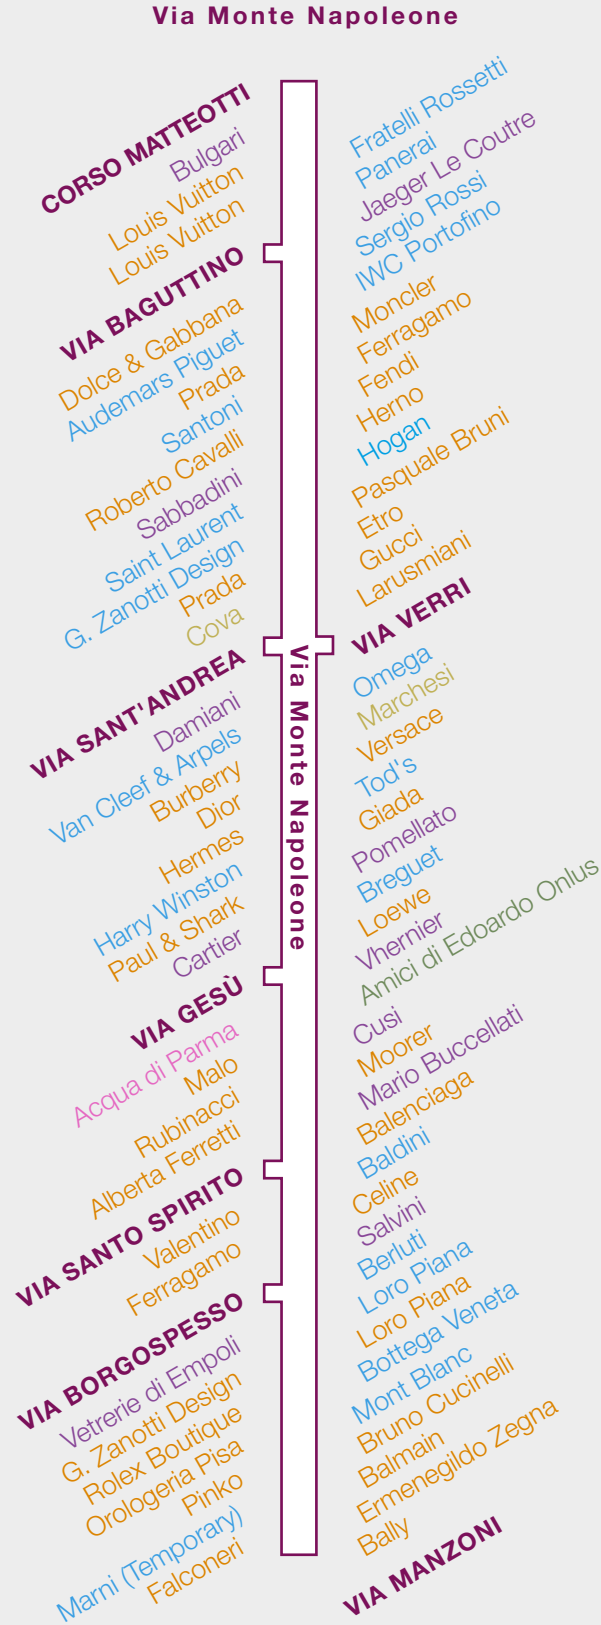 Via Monte Napoleone
CORSO MATTEOTTI
Bulgari
Louis Vuitton
Louis Vuitton
VIA BAGUTTINO
Dolce & Gabbana
Audemars Piguet
Prada
Santoni
Roberto Cavalli
Sabbadini
Saint Laurent
G. Zanotti Design
Prada
Cova
VIA SANT'ANDREA
Damiani
Van Cleef & Arpels
Burberry
Dior
Hermes
Harry Winston
Paul & Shark
Cartier
VIA GESÙ
Acqua di Parma
Malo
Rubinacci
Alberta Ferretti
VIA SANTO SPIRITO
Valentino
Ferragamo
VIA BORGOSPESSO
Vetrerie di Empoli
G. Zanotti Design
Rolex Boutique
Orologeria Pisa
Pinko
Marni (Temporary)
Falconeri
Via Monte Napoleone
Fratelli Rossetti
Panerai
Jaeger Le Coutre
Sergio Rossi
IWC Portofino
Moncler
Ferragamo
Fendi
Herno
Hogan
Pasquale Bruni
Etro
Gucci
Larusmiani
VIA VERRI
Omega
Marchesi
Versace
Tod's
Giada
Pomellato
Breguet
Loewe
Vhernier
Amici di Edoardo Onlus
Cusi
Moorer
Mario Buccellati
Balenciaga
Baldini
Celine
Salvini
Berluti
Loro Piana
Loro Piana
Bottega Veneta
Mont Blanc
Bruno Cucinelli
Balmain
Ermenegildo Zegna
Bally
VIA MANZONI